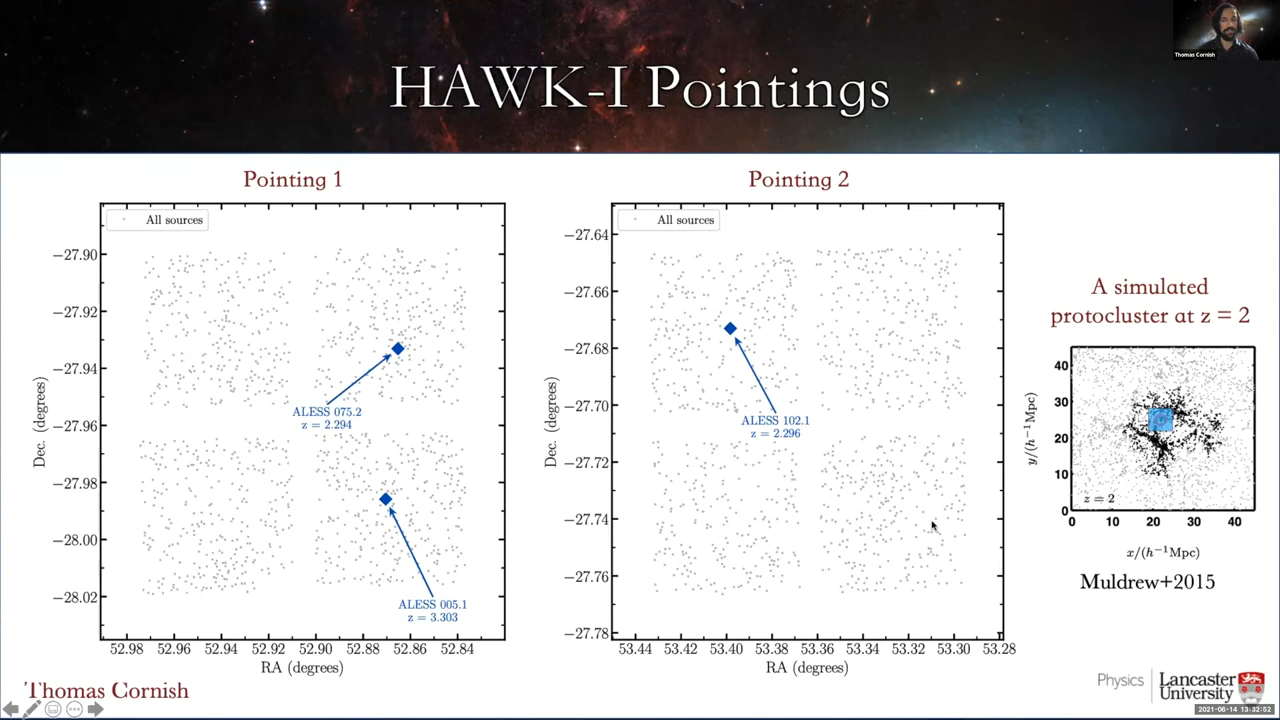 Thomas Cornish
HAWK-I Pointings
Pointing 1
All sources
−27.90
−27.92
−27.94
−27.96
−27.98
−28.00
−28.02
Dec. (degrees)
ALESS 075.2
z = 2.294
ALESS 005.1
z = 3.303
52.98 52.96 52.94 52.92 52.90 52.88 52.86 52.84
RA (degrees)
Pointing 2
All sources
−27.64
−27.66
−27.68
−27.70
−27.72
−27.74
−27.76
−27.78
Dec. (degrees)
ALESS 102.1
z = 2.296
53.44 53.42 53.40 53.38 53.36 53.34 53.32 53.30 53.28
RA (degrees)
A simulated
protocluster at z = 2
40
30
20
10
0
y/(h⁻¹Mpc)
z = 2
0 10 20 30 40
x/(h⁻¹Mpc)
Muldrew+2015
Thomas Cornish
Physics
Lancaster
University
2021-06-14 13:32:52